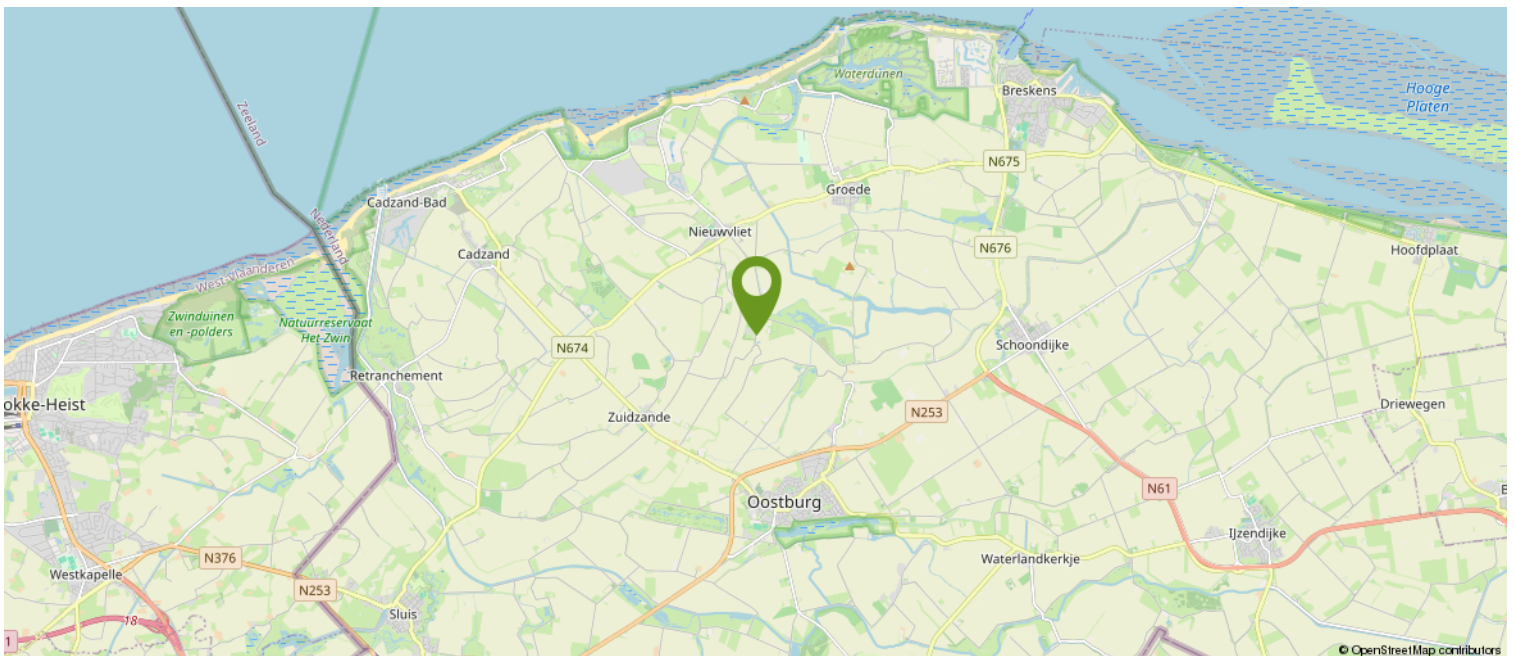 Zeeland
Nederland
West-Vlaanderen
Waterdunen
Breskens
Hooge
Platen
N675
Groede
Cadzand-Bad
Nieuwvliet
N676
Hoofdplaat
Cadzand
Zwinduinen
en -polders
Natuurreservaat
Het Zwin
N674
Schoondijke
Retranchement
okke-Heist
Zuidzande
N253
Driewegen
N61
Oostburg
B
IJzendijke
Waterlandkerkje
N376
Westkapelle
N253
Sluis
18
1
© OpenStreetMap contributors